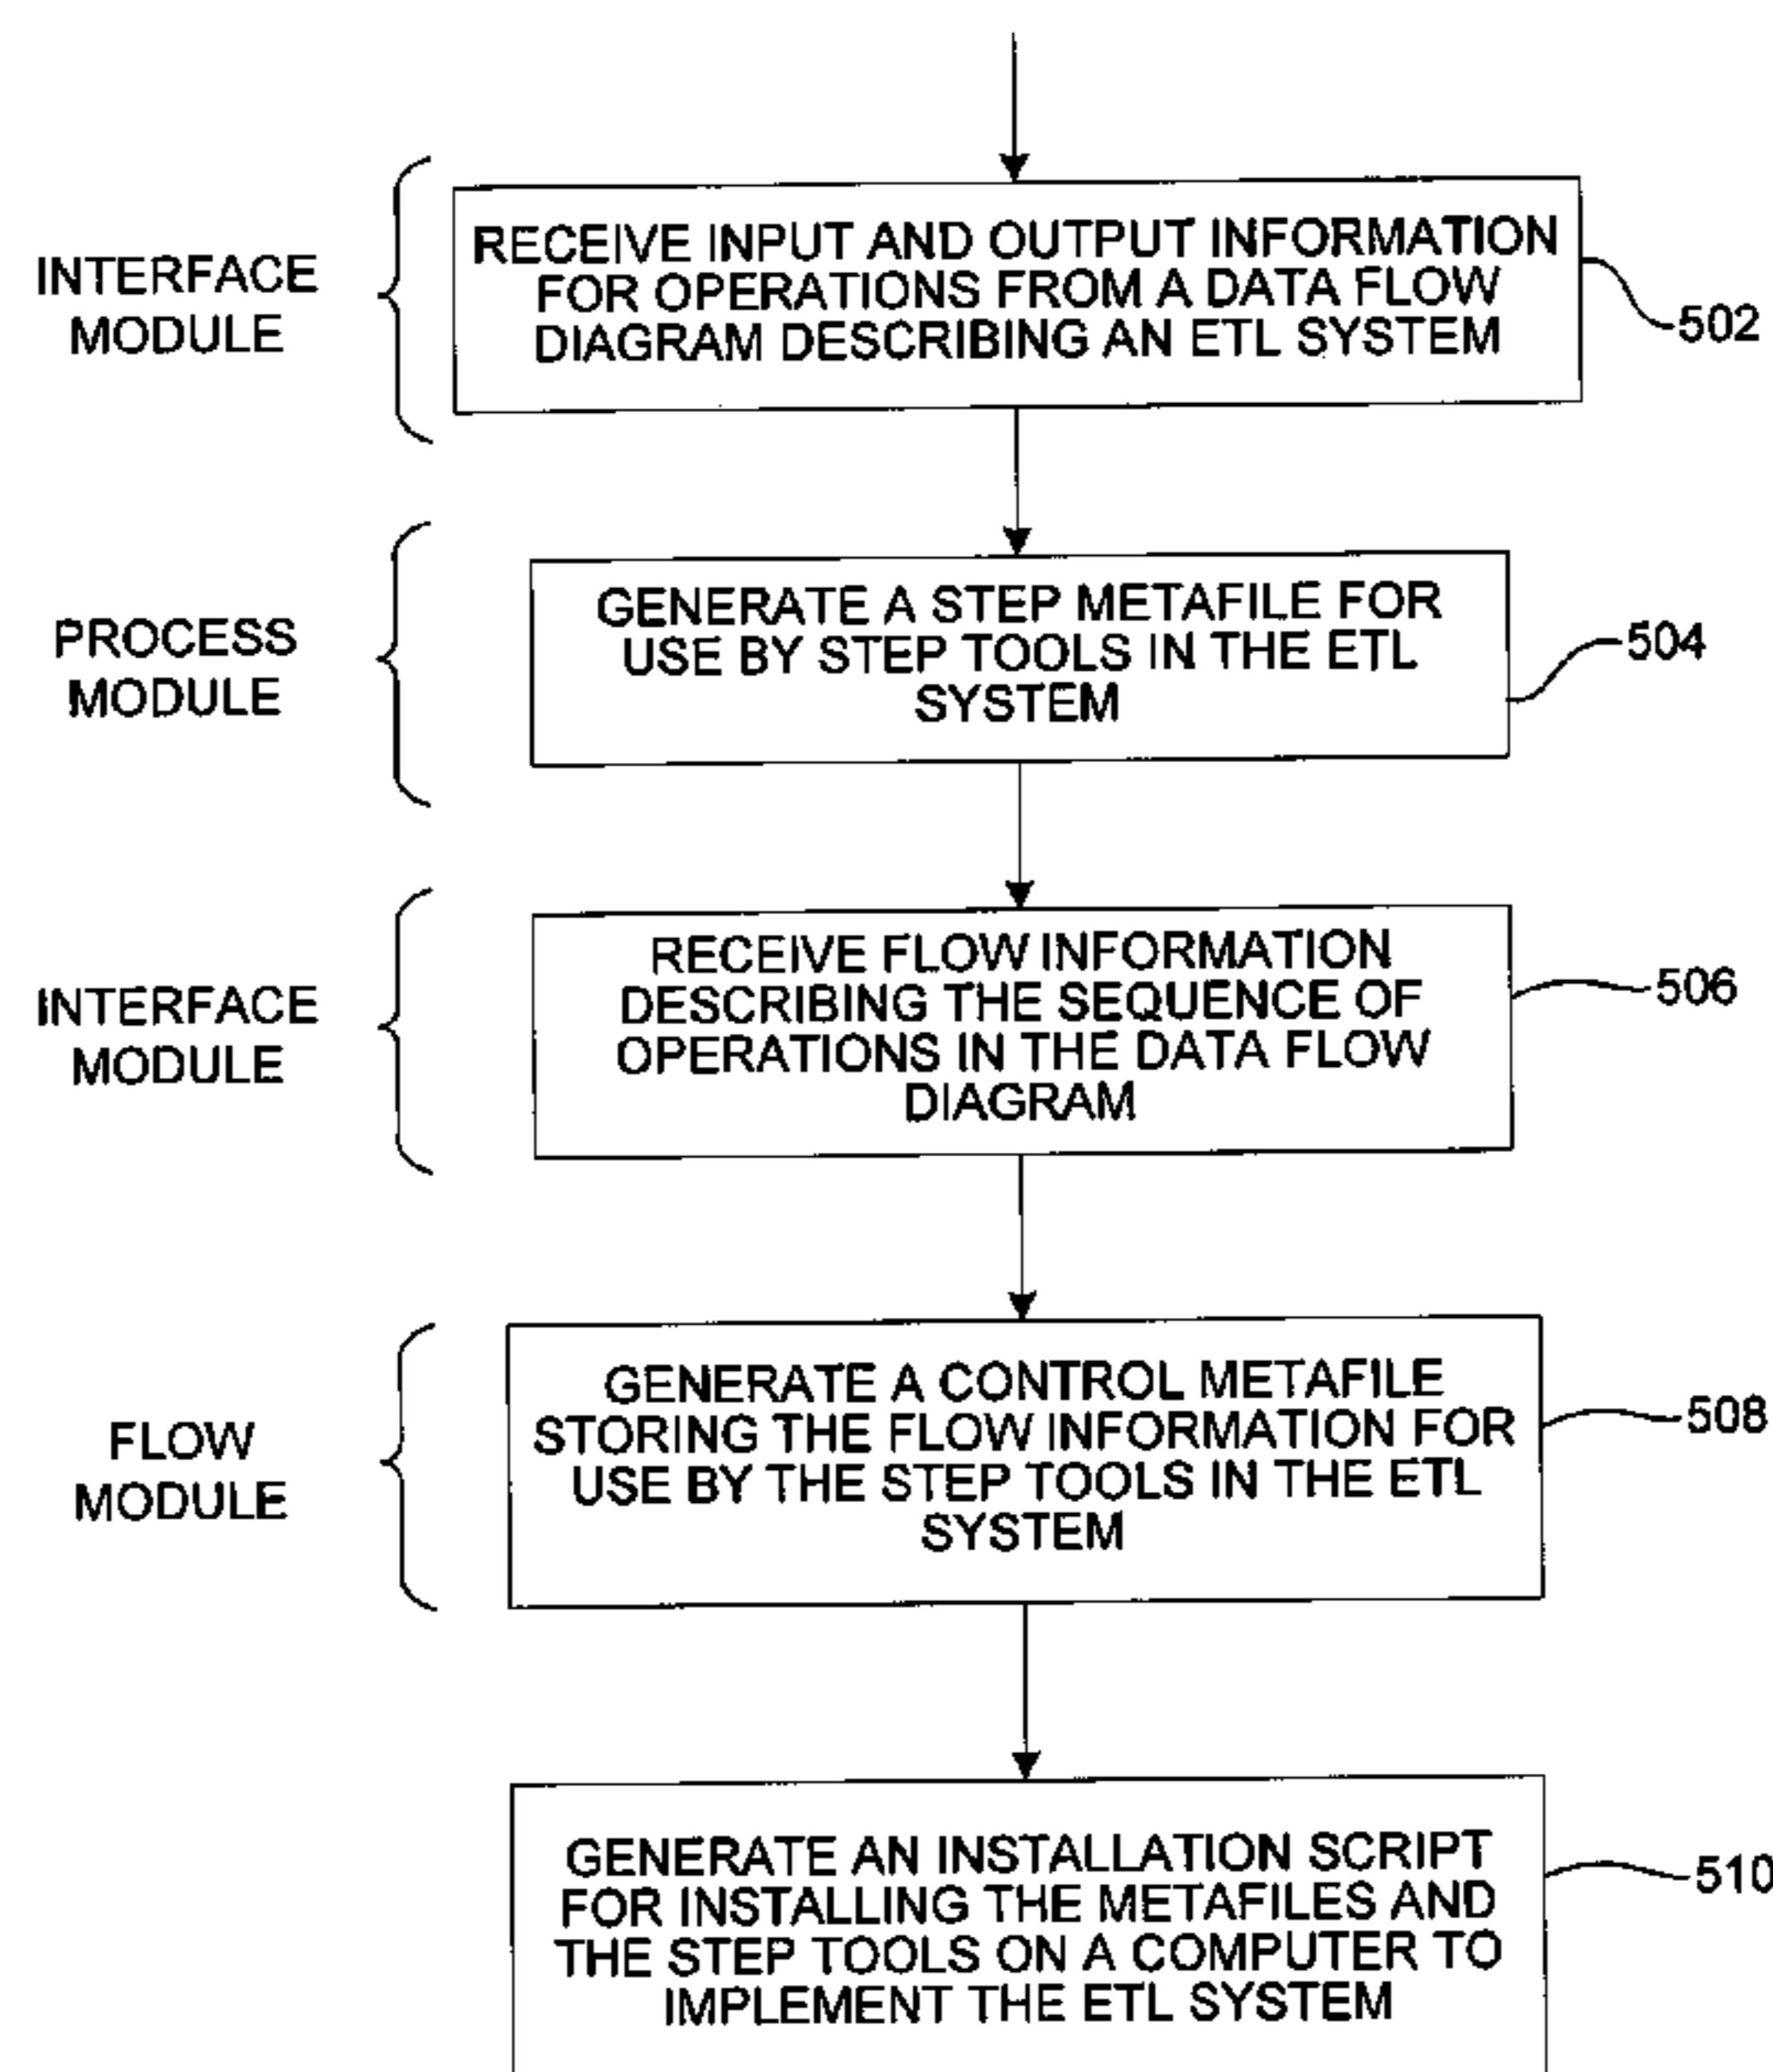 INTERFACE
MODULE
RECEIVE INPUT AND OUTPUT INFORMATION
FOR OPERATIONS FROM A DATA FLOW
DIAGRAM DESCRIBING AN ETL SYSTEM
502
PROCESS
MODULE
GENERATE A STEP METAFILE FOR
USE BY STEP TOOLS IN THE ETL
SYSTEM
504
INTERFACE
MODULE
RECEIVE FLOW INFORMATION
DESCRIBING THE SEQUENCE OF
OPERATIONS IN THE DATA FLOW
DIAGRAM
506
FLOW
MODULE
GENERATE A CONTROL METAFILE
STORING THE FLOW INFORMATION FOR
USE BY THE STEP TOOLS IN THE ETL
SYSTEM
508
GENERATE AN INSTALLATION SCRIPT
FOR INSTALLING THE METAFILES AND
THE STEP TOOLS ON A COMPUTER TO
IMPLEMENT THE ETL SYSTEM
510